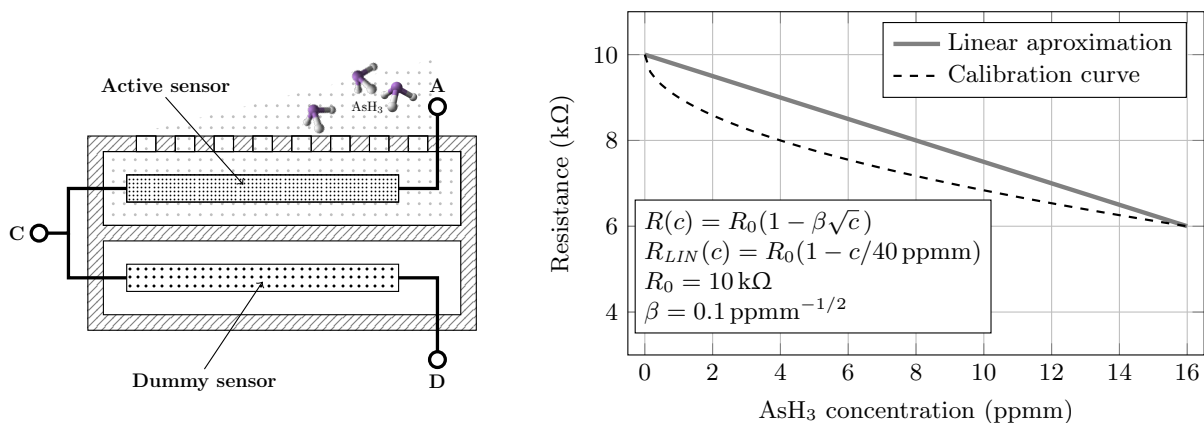 Active sensor
A
AsH₃
C
Dummy sensor
D
Resistance (kΩ)
10
8
6
4
Linear aproximation
Calibration curve
R(c) = R₀(1 − β√c)
R_LIN(c) = R₀(1 − c/40 ppmm)
R₀ = 10 kΩ
β = 0.1 ppmm⁻¹/²
0 2 4 6 8 10 12 14 16
AsH₃ concentration (ppmm)